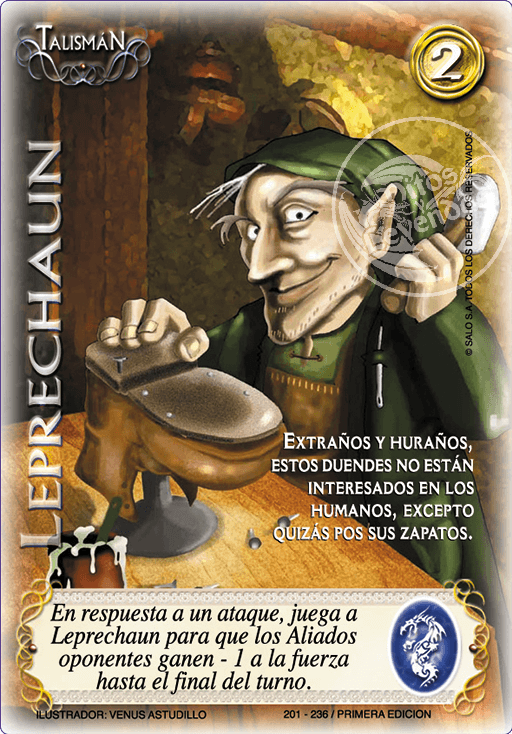 TALISMÁN
2
LEPRECHAUN
Mitos y Leyendas
© SALO S.A. TODOS LOS DERECHOS RESERVADOS
EXTRAÑOS Y HURAÑOS,
ESTOS DUENDES NO ESTÁN
INTERESADOS EN LOS
HUMANOS, EXCEPTO
QUIZÁS POS SUS ZAPATOS.
En respuesta a un ataque, juega a
Leprechaun para que los Aliados
oponentes ganen - 1 a la fuerza
hasta el final del turno.
ILUSTRADOR: VENUS ASTUDILLO 201 - 236 / PRIMERA EDICION